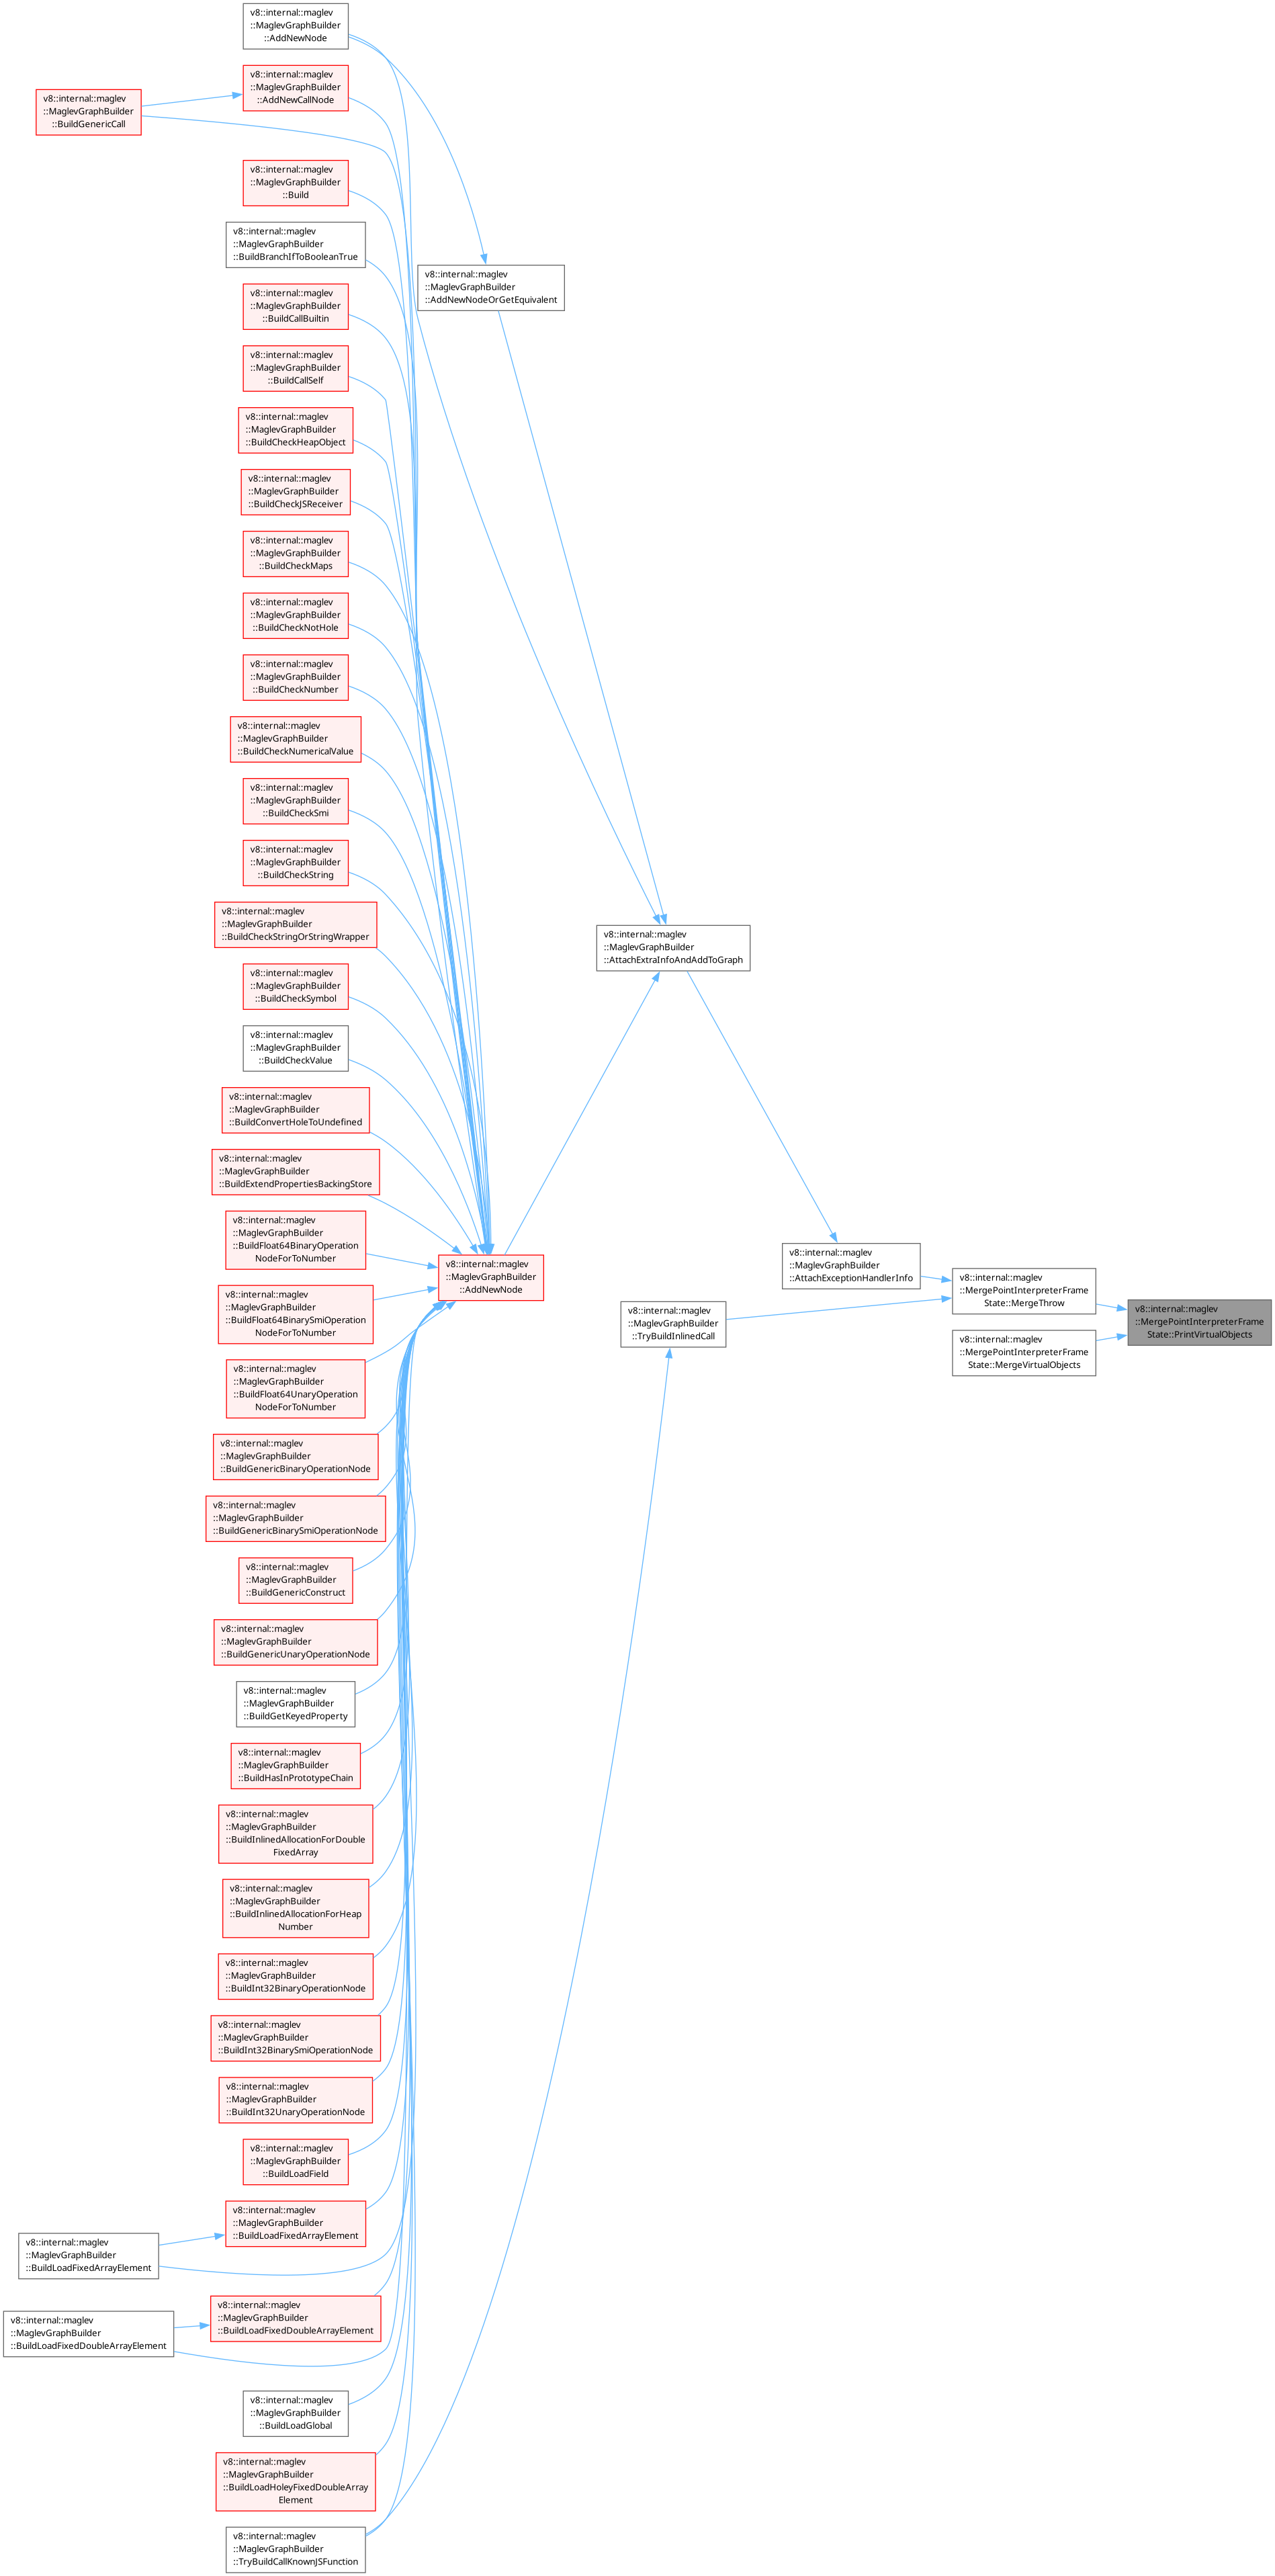 v8::internal::maglev
::MaglevGraphBuilder
::AddNewNode
v8::internal::maglev
::MaglevGraphBuilder
::AddNewCallNode
v8::internal::maglev
::MaglevGraphBuilder
::BuildGenericCall
v8::internal::maglev
::MaglevGraphBuilder
::Build
v8::internal::maglev
::MaglevGraphBuilder
::BuildBranchIfToBooleanTrue
v8::internal::maglev
::MaglevGraphBuilder
::AddNewNodeOrGetEquivalent
v8::internal::maglev
::MaglevGraphBuilder
::BuildCallBuiltin
v8::internal::maglev
::MaglevGraphBuilder
::BuildCallSelf
v8::internal::maglev
::MaglevGraphBuilder
::BuildCheckHeapObject
v8::internal::maglev
::MaglevGraphBuilder
::BuildCheckJSReceiver
v8::internal::maglev
::MaglevGraphBuilder
::BuildCheckMaps
v8::internal::maglev
::MaglevGraphBuilder
::BuildCheckNotHole
v8::internal::maglev
::MaglevGraphBuilder
::BuildCheckNumber
v8::internal::maglev
::MaglevGraphBuilder
::BuildCheckNumericalValue
v8::internal::maglev
::MaglevGraphBuilder
::BuildCheckSmi
v8::internal::maglev
::MaglevGraphBuilder
::BuildCheckString
v8::internal::maglev
::MaglevGraphBuilder
::BuildCheckStringOrStringWrapper
v8::internal::maglev
::MaglevGraphBuilder
::AttachExtraInfoAndAddToGraph
v8::internal::maglev
::MaglevGraphBuilder
::BuildCheckSymbol
v8::internal::maglev
::MaglevGraphBuilder
::BuildCheckValue
v8::internal::maglev
::MaglevGraphBuilder
::BuildConvertHoleToUndefined
v8::internal::maglev
::MaglevGraphBuilder
::BuildExtendPropertiesBackingStore
v8::internal::maglev
::MaglevGraphBuilder
::BuildFloat64BinaryOperation
NodeForToNumber
v8::internal::maglev
::MaglevGraphBuilder
::AddNewNode
v8::internal::maglev
::MaglevGraphBuilder
::AttachExceptionHandlerInfo
v8::internal::maglev
::MergePointInterpreterFrame
State::MergeThrow
v8::internal::maglev
::MergePointInterpreterFrame
State::PrintVirtualObjects
v8::internal::maglev
::MaglevGraphBuilder
::BuildFloat64BinarySmiOperation
NodeForToNumber
v8::internal::maglev
::MaglevGraphBuilder
::TryBuildInlinedCall
v8::internal::maglev
::MergePointInterpreterFrame
State::MergeVirtualObjects
v8::internal::maglev
::MaglevGraphBuilder
::BuildFloat64UnaryOperation
NodeForToNumber
v8::internal::maglev
::MaglevGraphBuilder
::BuildGenericBinaryOperationNode
v8::internal::maglev
::MaglevGraphBuilder
::BuildGenericBinarySmiOperationNode
v8::internal::maglev
::MaglevGraphBuilder
::BuildGenericConstruct
v8::internal::maglev
::MaglevGraphBuilder
::BuildGenericUnaryOperationNode
v8::internal::maglev
::MaglevGraphBuilder
::BuildGetKeyedProperty
v8::internal::maglev
::MaglevGraphBuilder
::BuildHasInPrototypeChain
v8::internal::maglev
::MaglevGraphBuilder
::BuildInlinedAllocationForDouble
FixedArray
v8::internal::maglev
::MaglevGraphBuilder
::BuildInlinedAllocationForHeap
Number
v8::internal::maglev
::MaglevGraphBuilder
::BuildInt32BinaryOperationNode
v8::internal::maglev
::MaglevGraphBuilder
::BuildInt32BinarySmiOperationNode
v8::internal::maglev
::MaglevGraphBuilder
::BuildInt32UnaryOperationNode
v8::internal::maglev
::MaglevGraphBuilder
::BuildLoadField
v8::internal::maglev
::MaglevGraphBuilder
::BuildLoadFixedArrayElement
v8::internal::maglev
::MaglevGraphBuilder
::BuildLoadFixedArrayElement
v8::internal::maglev
::MaglevGraphBuilder
::BuildLoadFixedDoubleArrayElement
v8::internal::maglev
::MaglevGraphBuilder
::BuildLoadFixedDoubleArrayElement
v8::internal::maglev
::MaglevGraphBuilder
::BuildLoadGlobal
v8::internal::maglev
::MaglevGraphBuilder
::BuildLoadHoleyFixedDoubleArray
Element
v8::internal::maglev
::MaglevGraphBuilder
::TryBuildCallKnownJSFunction